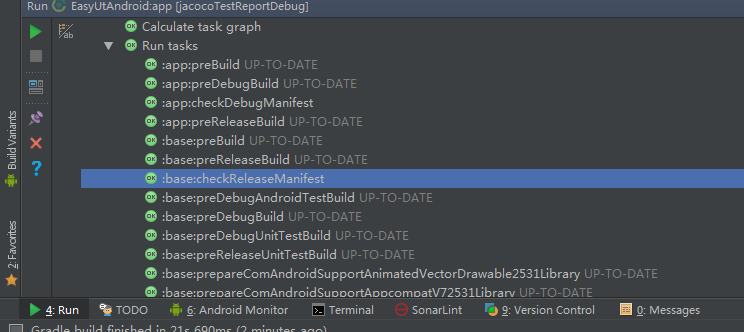 Run EasyUtAndroid:app [jacocoTestReportDebug]
Calculate task graph
Run tasks
:app:preBuild UP-TO-DATE
:app:preDebugBuild UP-TO-DATE
:app:checkDebugManifest
:app:preReleaseBuild UP-TO-DATE
:base:preBuild UP-TO-DATE
:base:preReleaseBuild UP-TO-DATE
:base:checkReleaseManifest
:base:preDebugAndroidTestBuild UP-TO-DATE
:base:preDebugBuild UP-TO-DATE
:base:preDebugUnitTestBuild UP-TO-DATE
:base:preReleaseUnitTestBuild UP-TO-DATE
:base:prepareComAndroidSupportAnimatedVectorDrawable2531Library UP-TO-DATE
:base:prepareComAndroidSupportAppcompatV72531Library UP-TO-DATE
Build Variants
2: Favorites
4: Run TODO 6: Android Monitor Terminal SonarLint 9: Version Control 0: Messages
Gradle build finished in 21s 690ms (2 minutes ago)